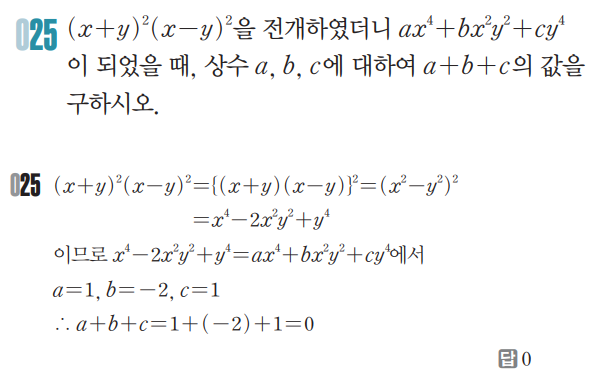 025 (x+y)²(x−y)²을 전개하였더니 ax⁴+bx²y²+cy⁴
이 되었을 때, 상수 a, b, c에 대하여 a+b+c의 값을
구하시오.
025 (x+y)²(x−y)²={(x+y)(x−y)}²=(x²−y²)²
=x⁴−2x²y²+y⁴
이므로 x⁴−2x²y²+y⁴=ax⁴+bx²y²+cy⁴에서
a=1, b=−2, c=1
∴ a+b+c=1+(−2)+1=0
답 0